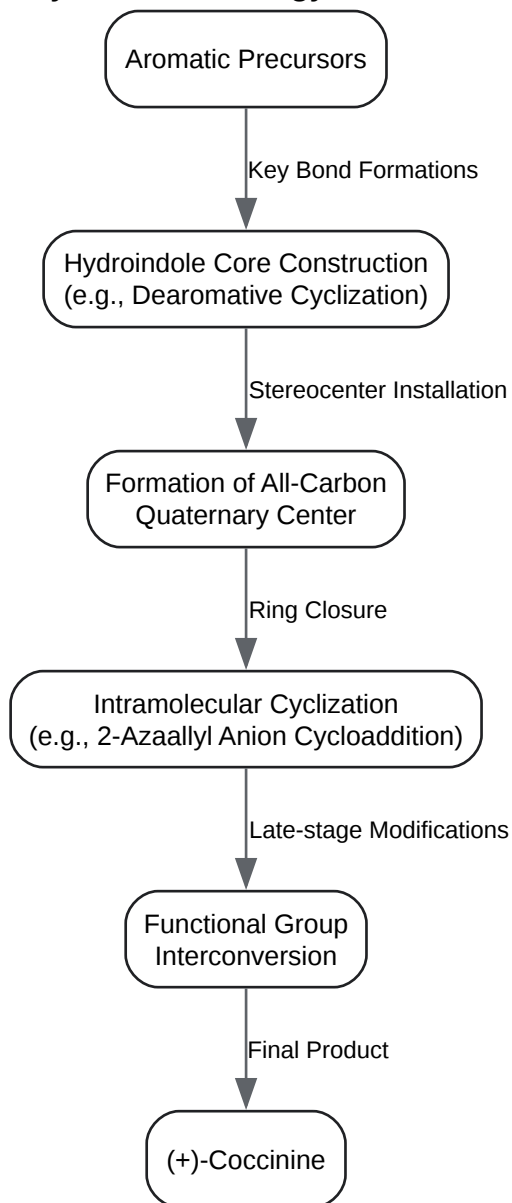 Aromatic Precursors
Key Bond Formations
Hydroindole Core Construction
(e.g., Dearomative Cyclization)
Stereocenter Installation
Formation of All-Carbon
Quaternary Center
Ring Closure
Intramolecular Cyclization
(e.g., 2-Azaallyl Anion Cycloaddition)
Late-stage Modifications
Functional Group
Interconversion
Final Product
(+)-Coccinine